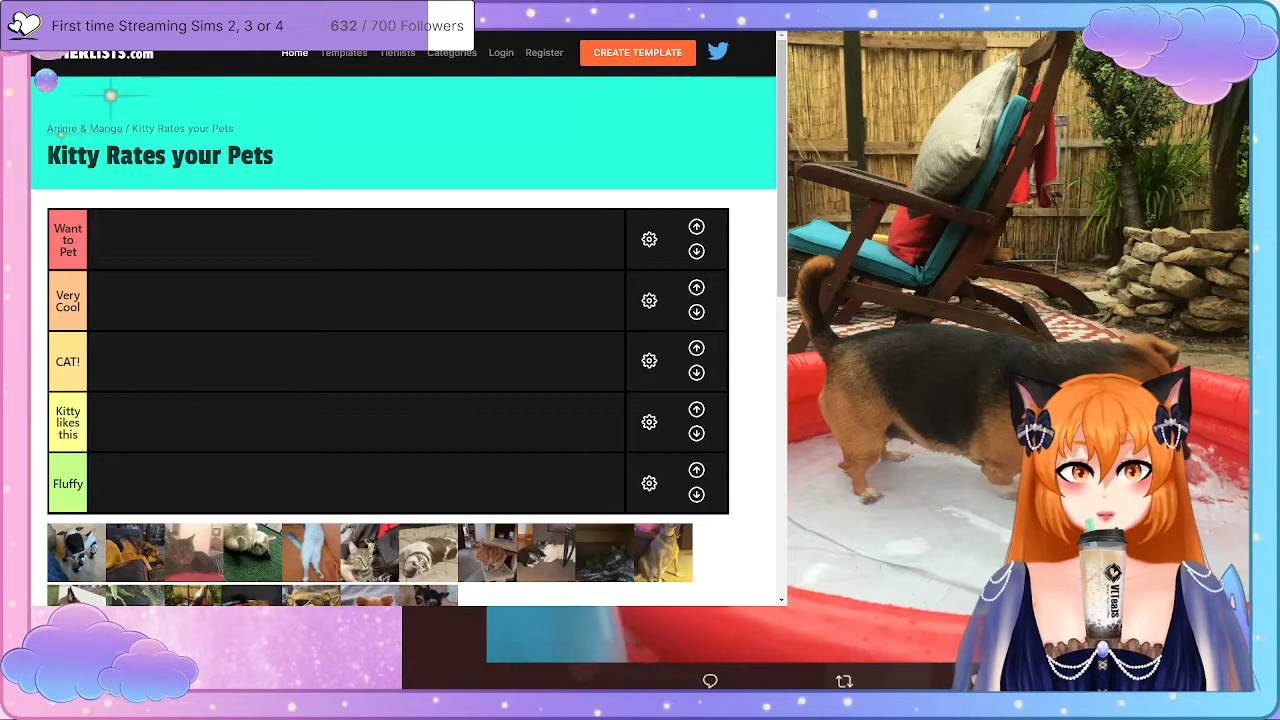 First time Streaming Sims 2, 3 or 4
632 / 700 Followers
Home Templates Tierlists Categories Login Register CREATE TEMPLATE
Anime & Manga / Kitty Rates your Pets
Kitty Rates your Pets
Want
to
Pet
Very
Cool
CAT!
Kitty
likes
this
Fluffy